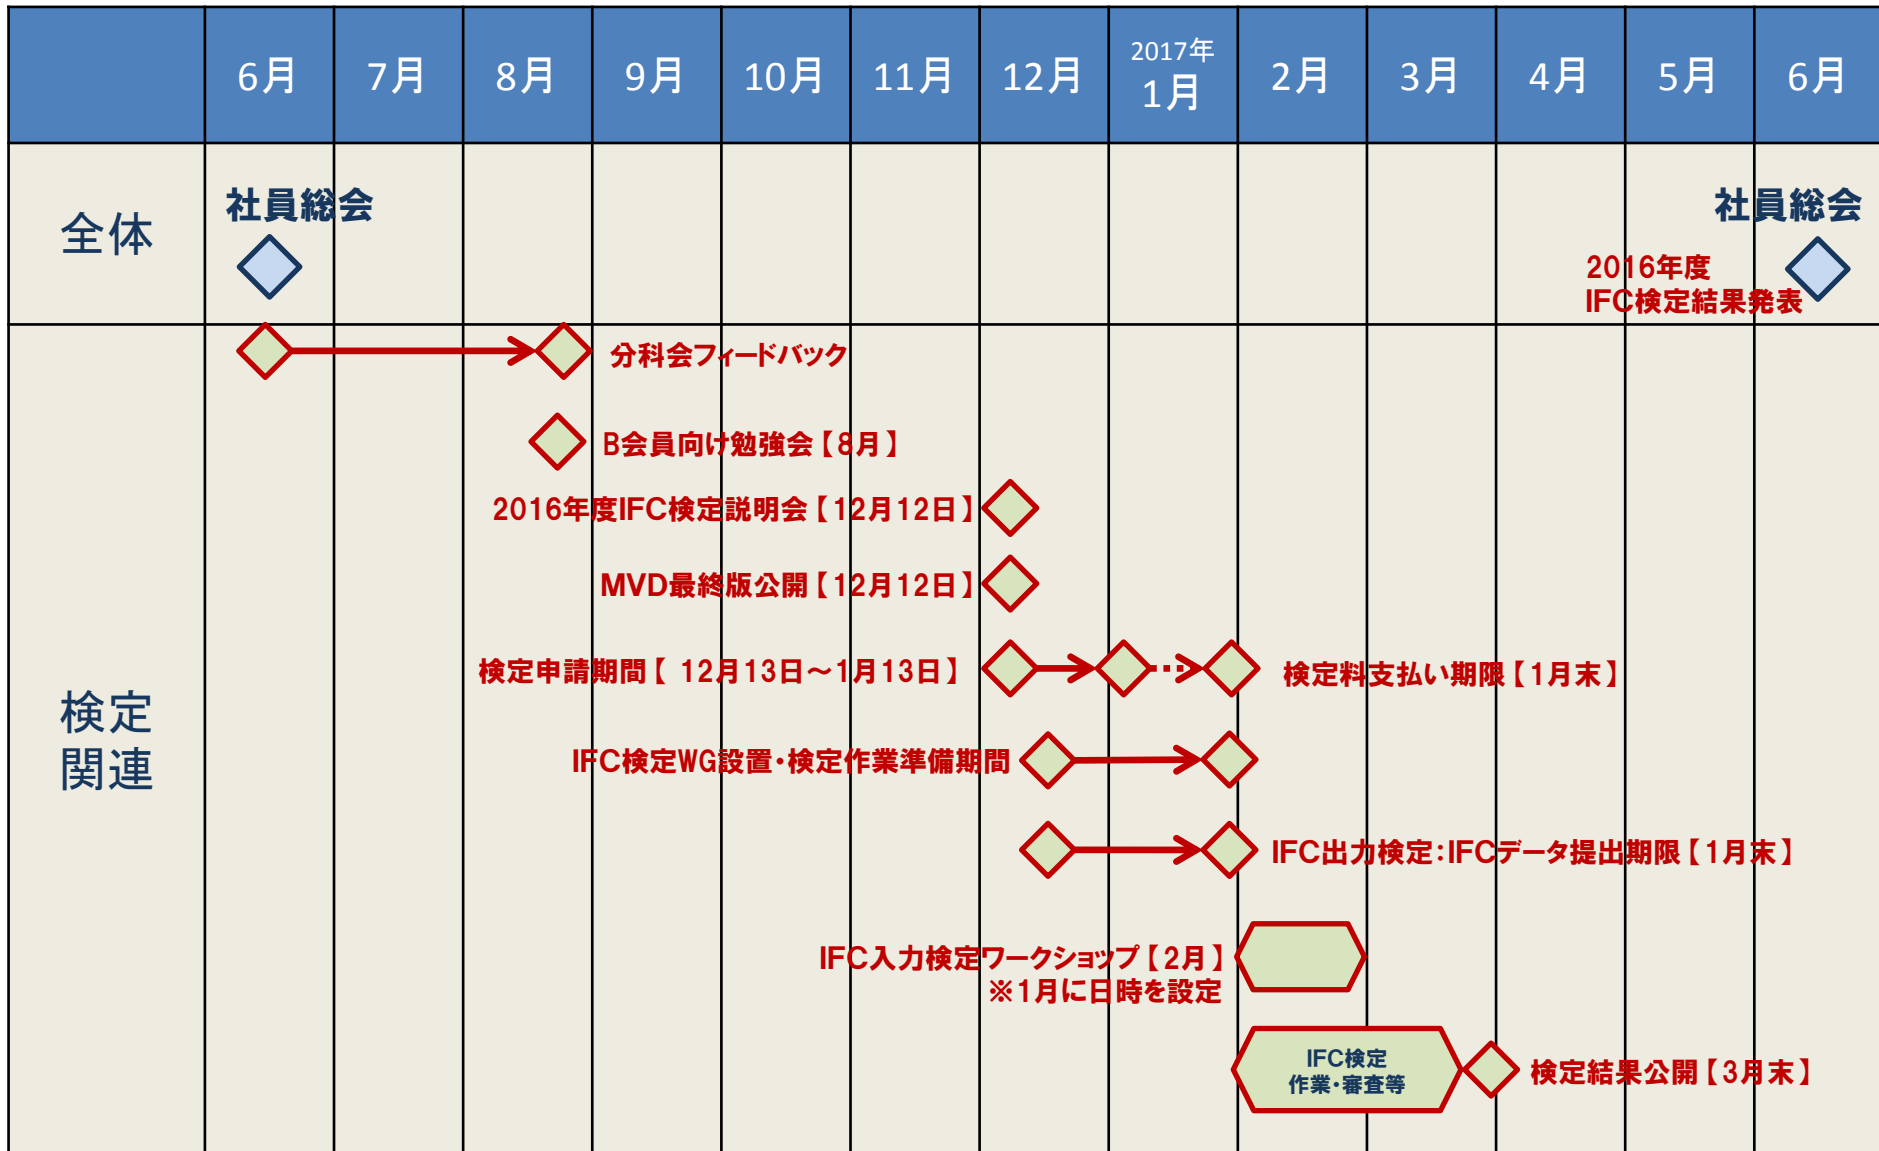 6月
7月
8月
9月
10月
11月
12月
2017年
1月
2月
3月
4月
5月
6月
全体
社員総会
社員総会
2016年度
IFC検定結果発表
検定
関連
分科会フィードバック
B会員向け勉強会【8月】
2016年度IFC検定説明会【12月12日】
MVD最終版公開【12月12日】
検定申請期間【 12月13日～1月13日】
検定料支払い期限【1月末】
IFC検定WG設置・検定作業準備期間
IFC出力検定：IFCデータ提出期限【1月末】
IFC入力検定ワークショップ【2月】
※1月に日時を設定
IFC検定
作業・審査等
検定結果公開【3月末】